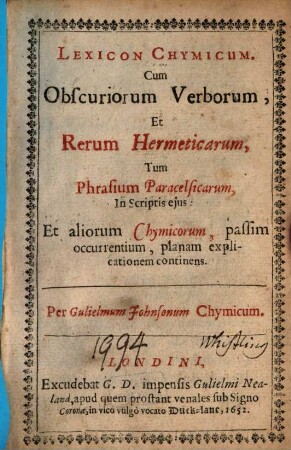 LEXICON CHYMICUM.
Cum
Obſcuriorum Verborum,
Et
Rerum Hermeticarum,
Tum
Phraſium Paracelſicarum,
In Scriptis ejus:
Et aliorum Chymicorum, paſſim
occurrentium, planam expli-
cationem continens.
Per Gulielmum Johnſonum Chymicum.
1994
LONDINI,
Excudebat G. D. impenſis Gulielmi Nea-
land, apud quem proſtant venales ſub Signo
Coronæ, in vico vulgò vocato Duck-lane, 1652.